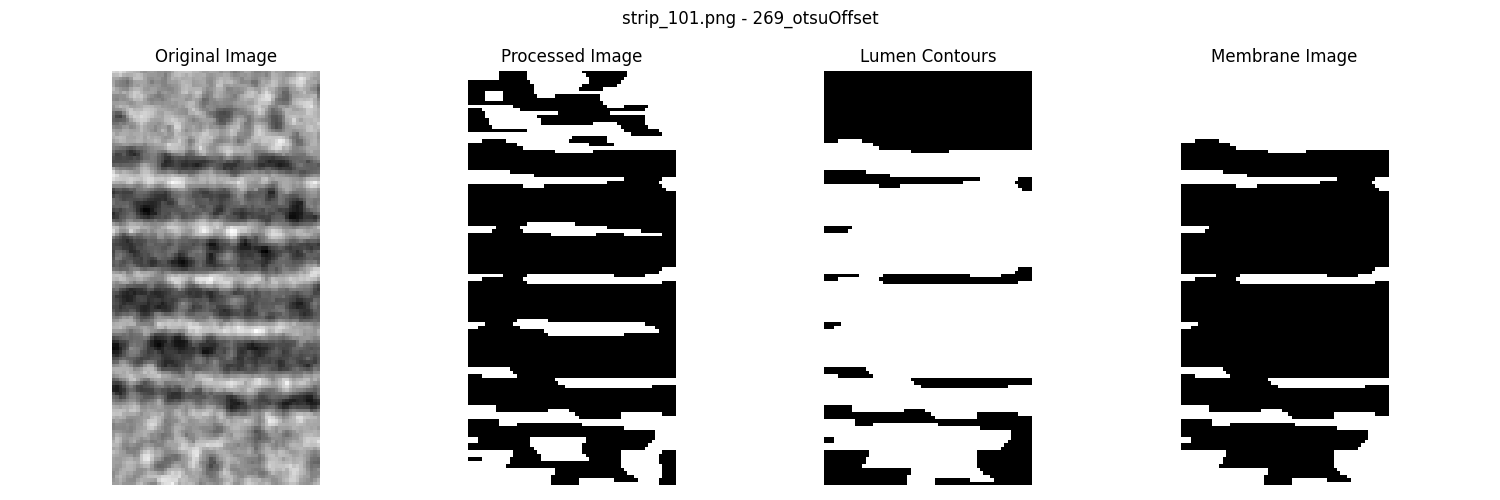 strip_101.png - 269_otsuOffset
Original Image
Processed Image
Lumen Contours
Membrane Image